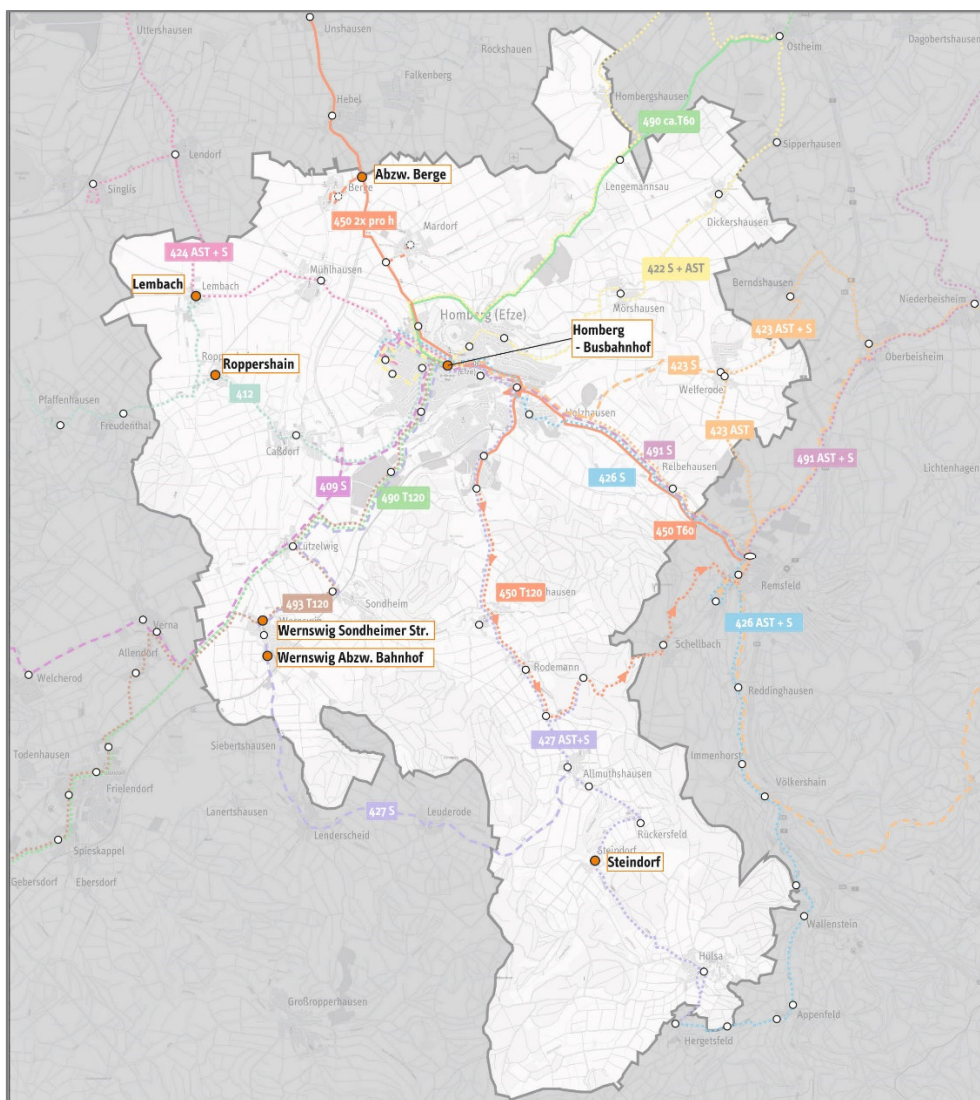 Uttershausen
Unshausen
Dagobertshausen
Rockshauen
Ostheim
Falkenberg
Hombergshausen
Hebel
490 ca.T60
Sipperhausen
Lendorf
Abzw. Berge
Singlis
Berge
Lengemannsau
Dickershausen
450 2x pro h
Mardorf
424 AST + S
422 S + AST
Mühlhausen
Berndshausen
Lembach
Lembach
Mörshausen
Niederbeisheim
Homberg (Efze)
Homberg
- Busbahnhof
423 AST + S
Oberbeisheim
Roppershain
423 S
Welferode
412
Pfaffenhausen
Freudenthal
Holzhausen
423 AST
Caßdorf
491 S
491 AST + S
409 S
426 S
Relbehausen
Lichtenhagen
490 T120
450 T60
Lützelwig
Remsfeld
493 T120
Sondheim
450 T120
426 AST + S
Verna
Wernswig Sondheimer Str.
Allendorf
Schellbach
Wernswig Abzw. Bahnhof
Rodemann
Welcherod
Reddinghausen
427 AST+S
Siebertshausen
Todenhausen
Immenhorst
Allmuthshausen
Völkershain
Frielendorf
Lanertshausen
427 S
Leuderode
Rückersfeld
Lenderscheid
Spieskappel
Steindorf
Steindorf
Gebersdorf
Ebersdorf
Wallenstein
Hülsa
Großropperhausen
Appenfeld
Hergetsfeld